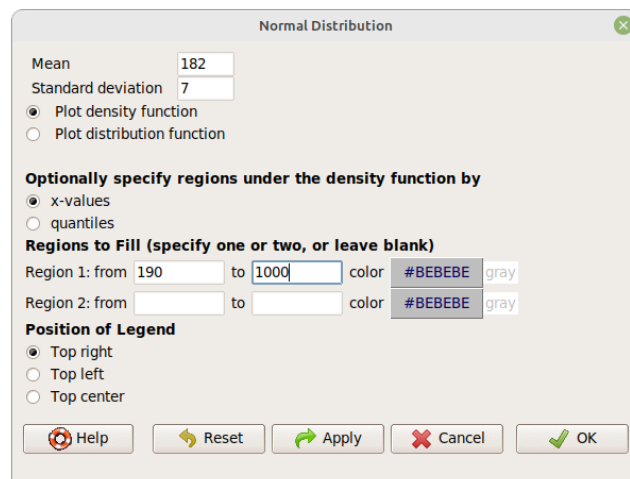 Normal Distribution
Mean 182
Standard deviation 7
Plot density function
Plot distribution function
Optionally specify regions under the density function by
x-values
quantiles
Regions to Fill (specify one or two, or leave blank)
Region 1: from 190 to 1000 color #BEBEBE gray
Region 2: from to color #BEBEBE gray
Position of Legend
Top right
Top left
Top center
Help Reset Apply Cancel OK